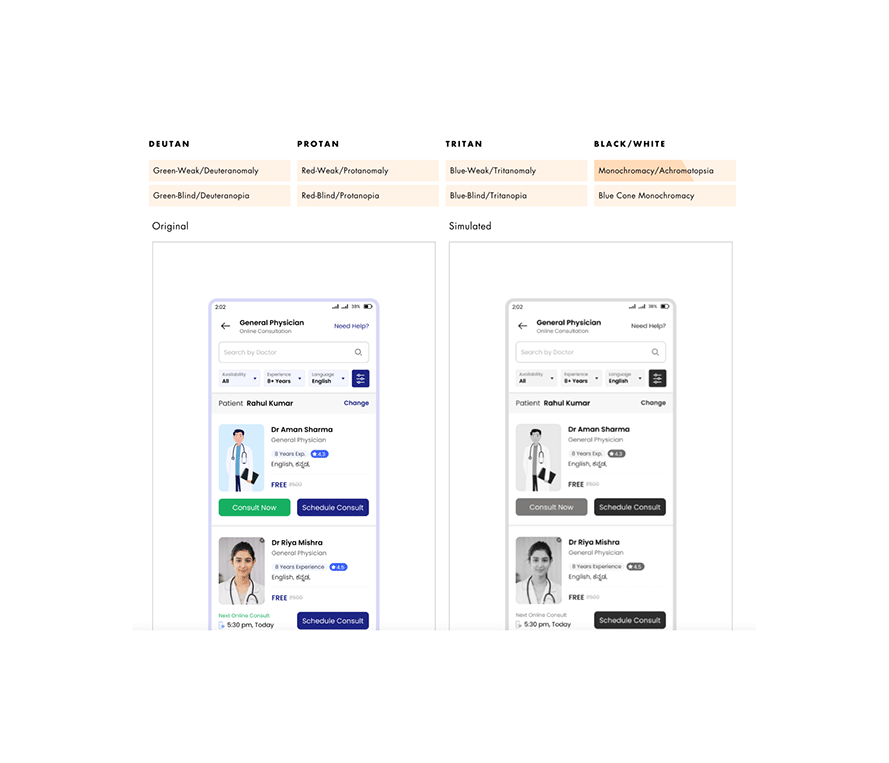 DEUTAN PROTAN TRITAN BLACK/WHITE
Green-Weak/Deuteranomaly Red-Weak/Protanomaly Blue-Weak/Tritanomaly Monochromacy/Achromatopsia
Green-Blind/Deuteranopia Red-Blind/Protanopia Blue-Blind/Tritanopia Blue Cone Monochromacy
Original
2:02 38%
General Physician
Online Consultation
Need Help?
Search by Doctor
Availability Experience Language
All 8+ Years English
Patient Rahul Kumar Change
Dr Aman Sharma
General Physician
8 Years Exp. ★ 4.3
English, ಕನ್ನಡ,
FREE ₹500
Consult Now Schedule Consult
Dr Riya Mishra
General Physician
8 Years Experience ★ 4.5
English, ಕನ್ನಡ,
FREE ₹500
Next Online Consult:
5:30 pm, Today
Schedule Consult
Simulated
2:02 38%
General Physician
Online Consultation
Need Help?
Search by Doctor
Availability Experience Language
All 8+ Years English
Patient Rahul Kumar Change
Dr Aman Sharma
General Physician
8 Years Exp. ★ 4.3
English, ಕನ್ನಡ,
FREE ₹500
Consult Now Schedule Consult
Dr Riya Mishra
General Physician
8 Years Experience ★ 4.5
English, ಕನ್ನಡ,
FREE ₹500
Next Online Consult:
5:30 pm, Today
Schedule Consult